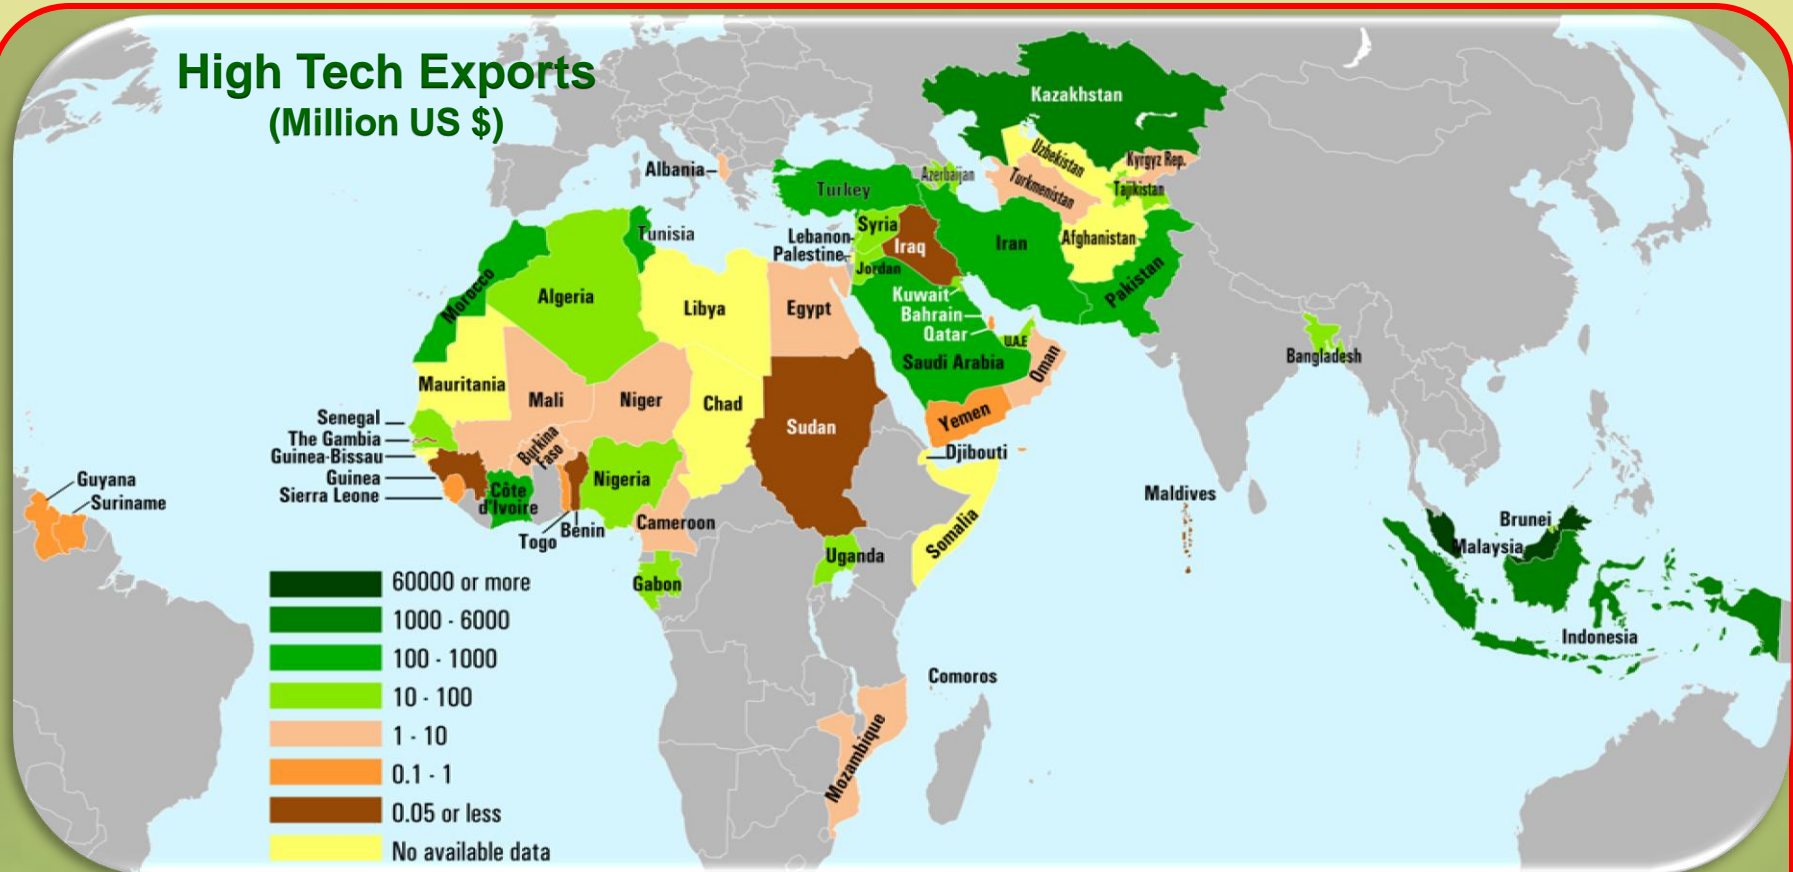 High Tech Exports
(Million US $)
Kazakhstan
Uzbekistan
Kyrgyz Rep.
Albania
Turkey
Azerbaijan
Turkmenistan
Tajikistan
Tunisia
Lebanon
Syria
Palestine
Iraq
Iran
Afghanistan
Jordan
Morocco
Algeria
Libya
Egypt
Kuwait
Bahrain
Qatar
U.A.E
Pakistan
Saudi Arabia
Oman
Bangladesh
Mauritania
Mali
Niger
Chad
Sudan
Yemen
Senegal
The Gambia
Guinea-Bissau
Guinea
Sierra Leone
Burkina
Faso
Djibouti
Guyana
Suriname
Côte
d'Ivoire
Nigeria
Togo
Benin
Cameroon
Somalia
Maldives
Brunei
Malaysia
Uganda
Gabon
Indonesia
Comoros
Mozambique
60000 or more
1000 - 6000
100 - 1000
10 - 100
1 - 10
0.1 - 1
0.05 or less
No available data